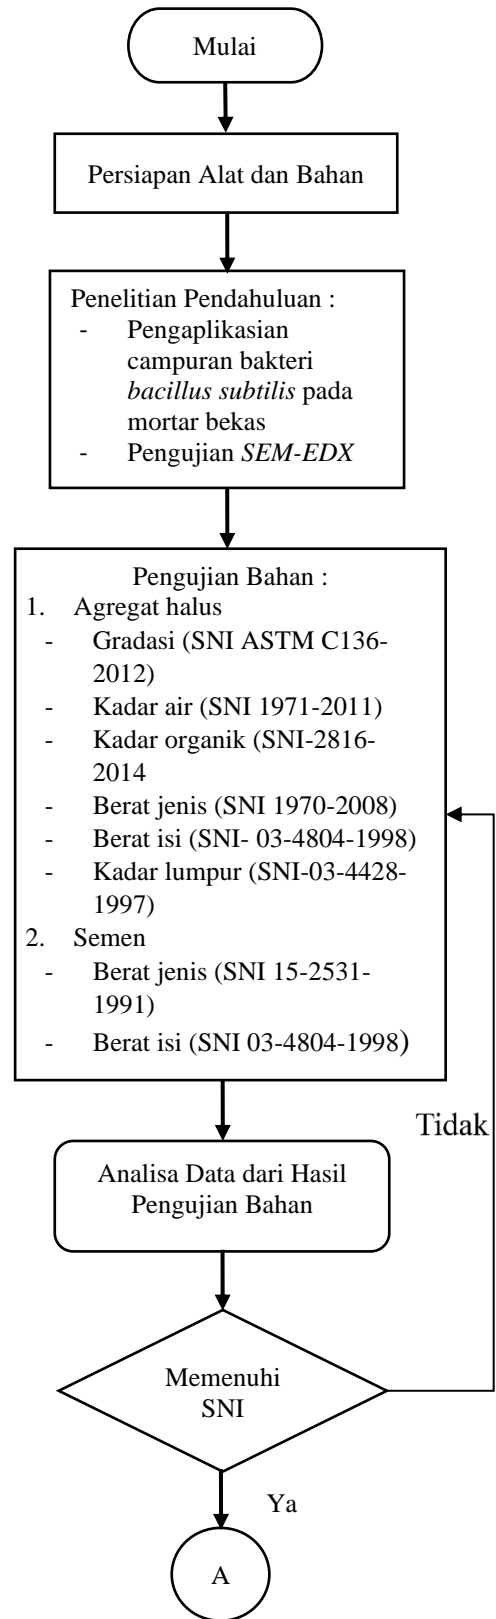 Mulai
Persiapan Alat dan Bahan
Penelitian Pendahuluan :
- Pengaplikasian
campuran bakteri
bacillus subtilis pada
mortar bekas
- Pengujian SEM-EDX
Pengujian Bahan :
1. Agregat halus
- Gradasi (SNI ASTM C136-
2012)
- Kadar air (SNI 1971-2011)
- Kadar organik (SNI-2816-
2014
- Berat jenis (SNI 1970-2008)
- Berat isi (SNI- 03-4804-1998)
- Kadar lumpur (SNI-03-4428-
1997)
2. Semen
- Berat jenis (SNI 15-2531-
1991)
- Berat isi (SNI 03-4804-1998)
Tidak
Analisa Data dari Hasil
Pengujian Bahan
Memenuhi
SNI
Ya
A